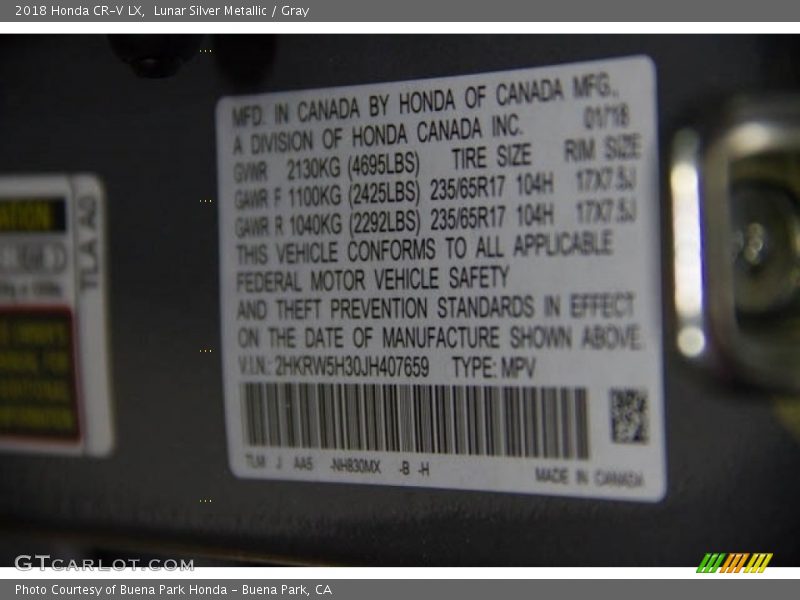 2018 Honda CR-V LX, Lunar Silver Metallic / Gray
MFD. IN CANADA BY HONDA OF CANADA MFG.,
A DIVISION OF HONDA CANADA INC. 01/18
GVWR 2130KG (4695LBS) TIRE SIZE RIM SIZE
GAWR F 1100KG (2425LBS) 235/65R17 104H 17X7.5J
GAWR R 1040KG (2292LBS) 235/65R17 104H 17X7.5J
THIS VEHICLE CONFORMS TO ALL APPLICABLE
FEDERAL MOTOR VEHICLE SAFETY
AND THEFT PREVENTION STANDARDS IN EFFECT
ON THE DATE OF MANUFACTURE SHOWN ABOVE.
V.I.N.: 2HKRW5H30JH407659 TYPE: MPV
TLM J AA5 -NH830MX -B -H
MADE IN CANADA
TLA A0
GTCARLOT.COM
Photo Courtesy of Buena Park Honda - Buena Park, CA